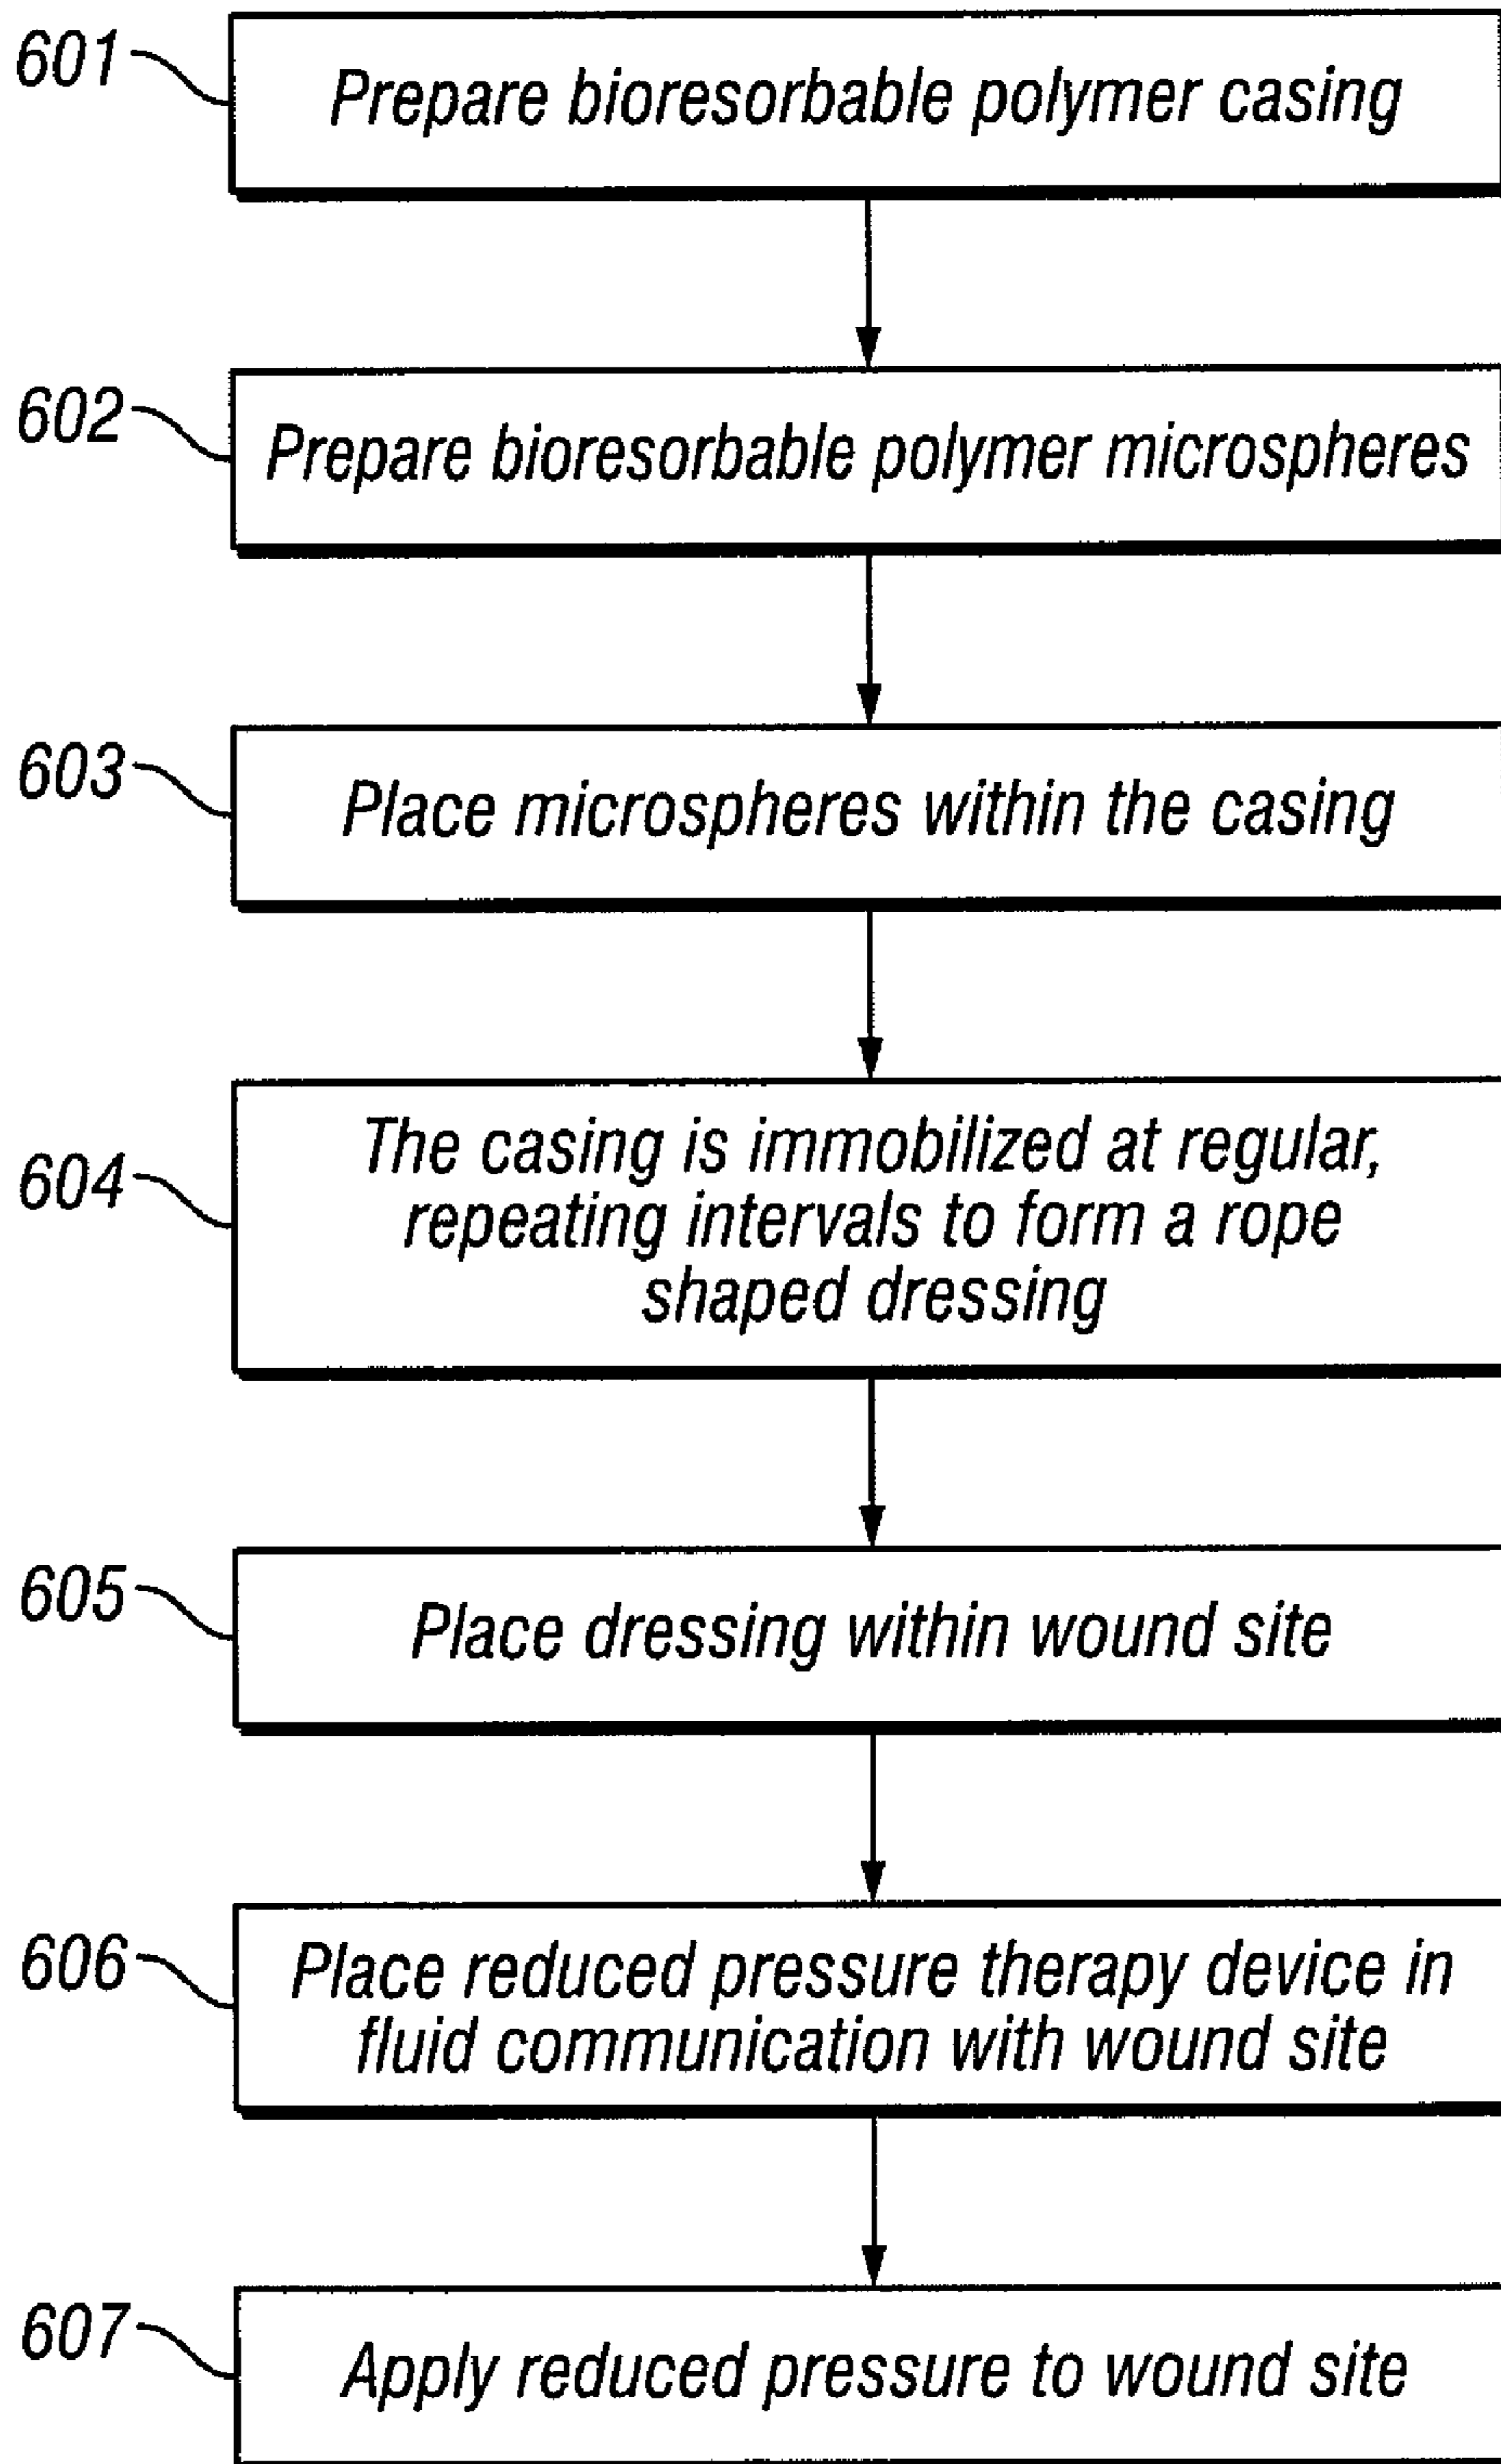 601
Prepare bioresorbable polymer casing
602
Prepare bioresorbable polymer microspheres
603
Place microspheres within the casing
604
The casing is immobilized at regular,
repeating intervals to form a rope
shaped dressing
605
Place dressing within wound site
606
Place reduced pressure therapy device in
fluid communication with wound site
607
Apply reduced pressure to wound site